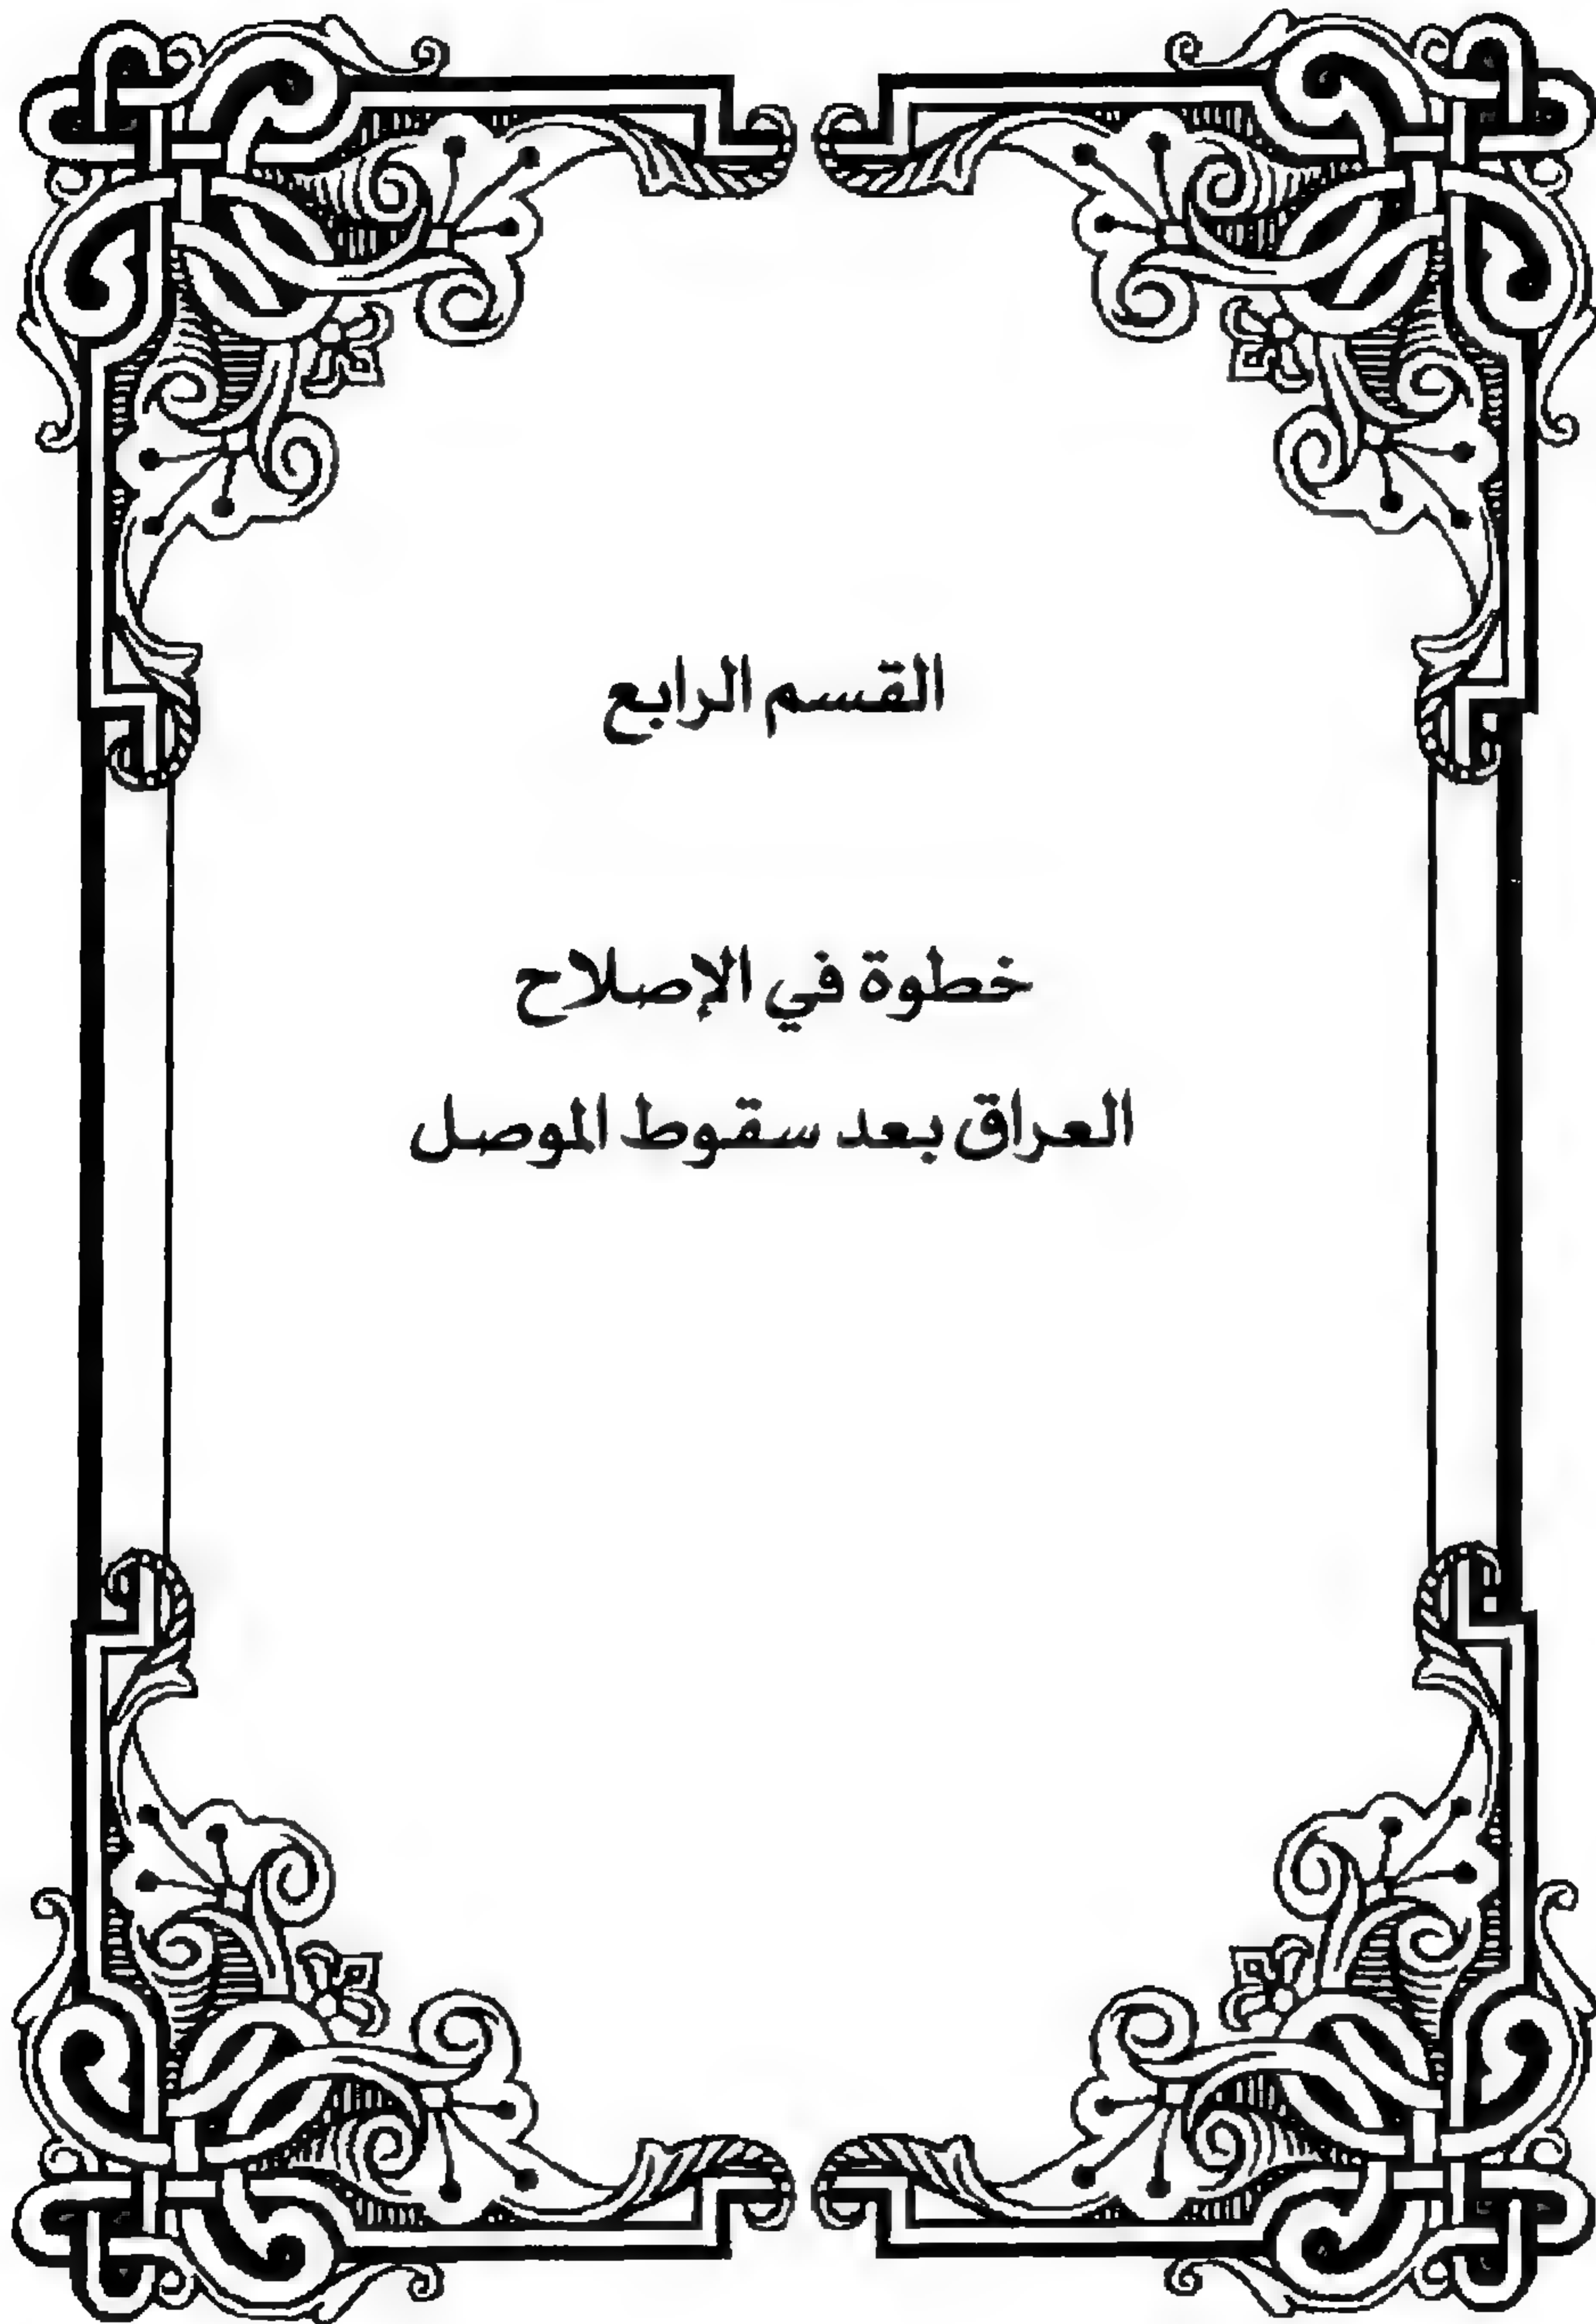 القسم الرابع
خطوة في الإصلاح
العراق بعد سقوط الموصل